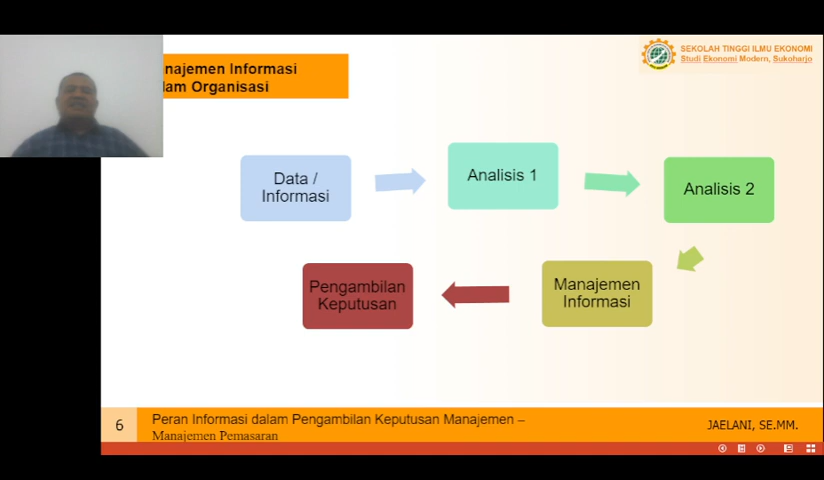 SEKOLAH TINGGI ILMU EKONOMI
Studi Ekonomi Modern, Sukoharjo
najemen Informasi
lam Organisasi
Data /
Informasi
Analisis 1
Analisis 2
Manajemen
Informasi
Pengambilan
Keputusan
6
Peran Informasi dalam Pengambilan Keputusan Manajemen –
Manajemen Pemasaran
JAELANI, SE.MM.